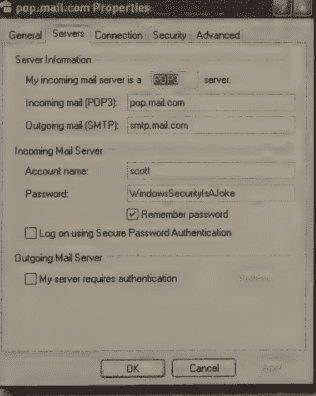 pop.mail.com Properties
General Servers Connection Security Advanced
Server Information
My incoming mail server is a POP3 server.
Incoming mail (POP3): pop.mail.com
Outgoing mail (SMTP): smtp.mail.com
Incoming Mail Server
Account name: scott
Password: WindowsSecurityIsAJoke
Remember password
Log on using Secure Password Authentication
Outgoing Mail Server
My server requires authentication
OK Cancel